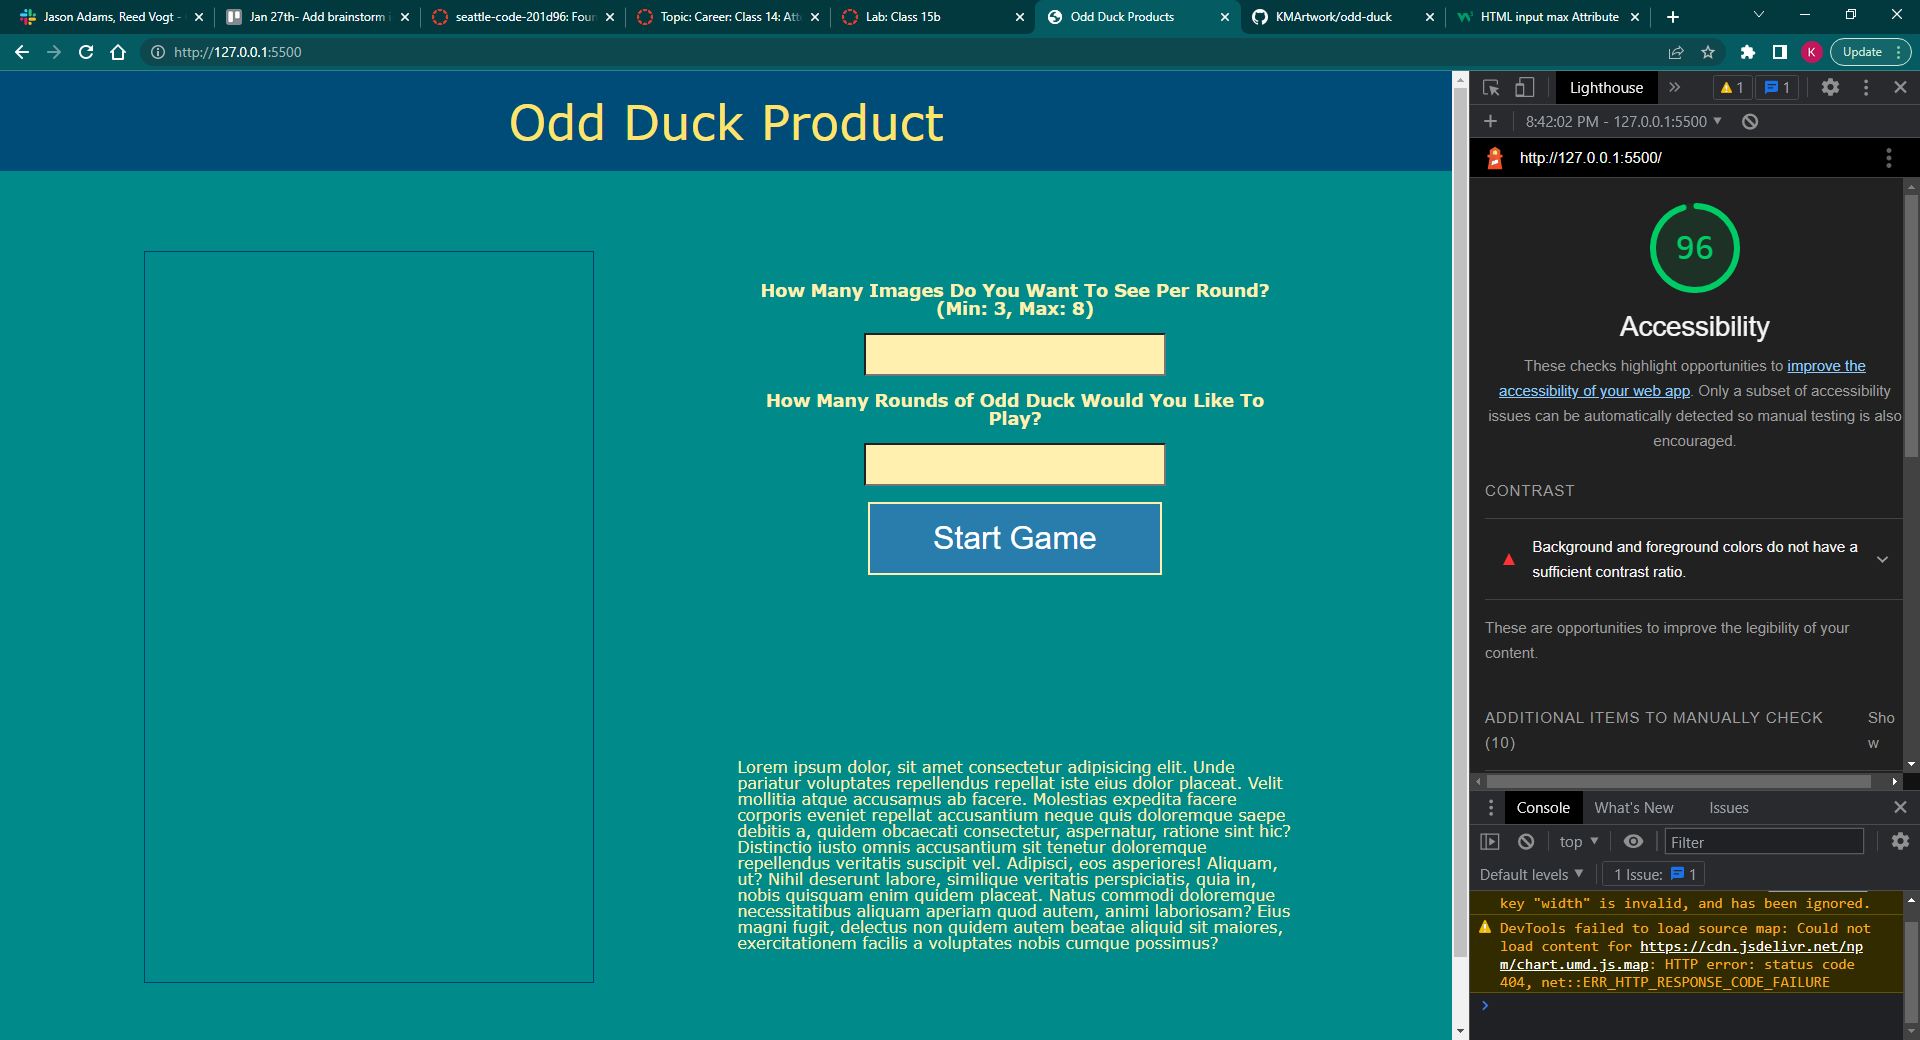 Jason Adams, Reed Vogt -
Jan 27th- Add brainstorm i
seattle-code-201d96: Four
Topic: Career: Class 14: Att
Lab: Class 15b
Odd Duck Products
KMArtwork/odd-duck
HTML input max Attribute
http://127.0.0.1:5500
K
Update
Odd Duck Product
How Many Images Do You Want To See Per Round?
(Min: 3, Max: 8)
How Many Rounds of Odd Duck Would You Like To
Play?
Start Game
Lorem ipsum dolor, sit amet consectetur adipisicing elit. Unde
pariatur voluptates repellendus repellat iste eius dolor placeat. Velit
mollitia atque accusamus ab facere. Molestias expedita facere
corporis eveniet repellat accusantium neque quis doloremque saepe
debitis a, quidem obcaecati consectetur, aspernatur, ratione sint hic?
Distinctio iusto omnis accusantium sit tenetur doloremque
repellendus veritatis suscipit vel. Adipisci, eos asperiores! Aliquam,
ut? Nihil deserunt labore, similique veritatis perspiciatis, quia in,
nobis quisquam enim quidem placeat. Natus commodi doloremque
necessitatibus aliquam aperiam quod autem, animi laboriosam? Eius
magni fugit, delectus non quidem autem beatae aliquid sit maiores,
exercitationem facilis a voluptates nobis cumque possimus?
Lighthouse
1
1
8:42:02 PM - 127.0.0.1:5500
http://127.0.0.1:5500/
96
Accessibility
These checks highlight opportunities to improve the
accessibility of your web app. Only a subset of accessibility
issues can be automatically detected so manual testing is also
encouraged.
CONTRAST
Background and foreground colors do not have a
sufficient contrast ratio.
These are opportunities to improve the legibility of your
content.
ADDITIONAL ITEMS TO MANUALLY CHECK
(10)
Sho
w
Console
What's New
Issues
top
Filter
Default levels
1 Issue:
1
key "width" is invalid, and has been ignored.
DevTools failed to load source map: Could not
load content for https://cdn.jsdelivr.net/np
m/chart.umd.js.map: HTTP error: status code
404, net::ERR_HTTP_RESPONSE_CODE_FAILURE